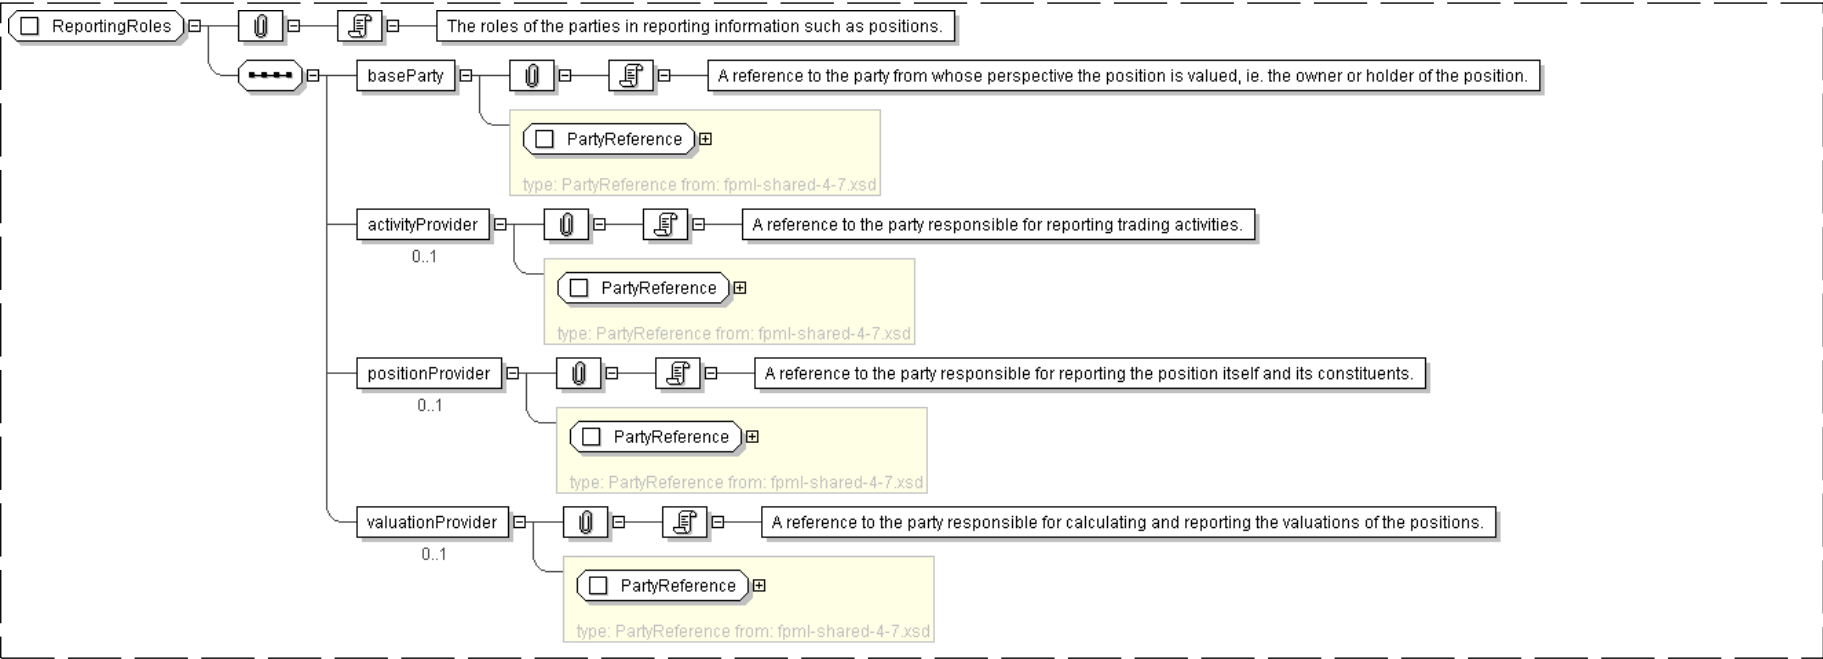 ReportingRoles
The roles of the parties in reporting information such as positions.
baseParty
A reference to the party from whose perspective the position is valued, ie. the owner or holder of the position.
PartyReference
type: PartyReference from: fpml-shared-4-7.xsd
activityProvider
A reference to the party responsible for reporting trading activities.
0..1
PartyReference
type: PartyReference from: fpml-shared-4-7.xsd
positionProvider
A reference to the party responsible for reporting the position itself and its constituents.
0..1
PartyReference
type: PartyReference from: fpml-shared-4-7.xsd
valuationProvider
A reference to the party responsible for calculating and reporting the valuations of the positions.
0..1
PartyReference
type: PartyReference from: fpml-shared-4-7.xsd